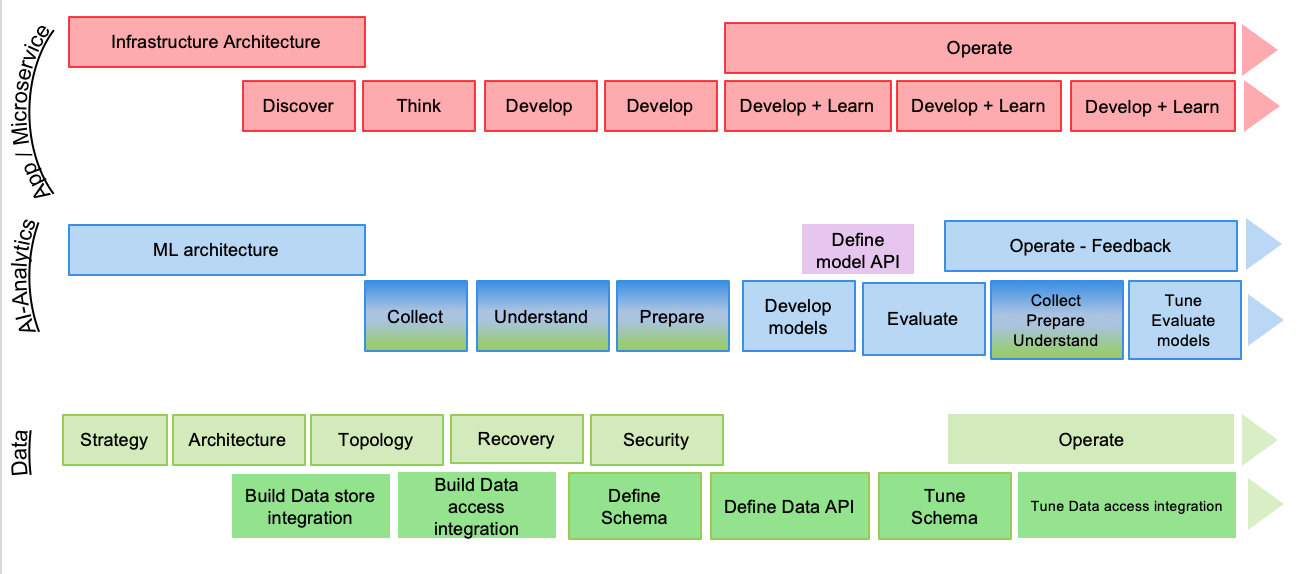 App | Microservice
Infrastructure Architecture
Operate
Discover
Think
Develop
Develop
Develop + Learn
Develop + Learn
Develop + Learn
AI-Analytics
ML architecture
Define
model API
Operate - Feedback
Collect
Understand
Prepare
Develop
models
Evaluate
Collect
Prepare
Understand
Tune
Evaluate
models
Data
Strategy
Architecture
Topology
Recovery
Security
Operate
Build Data store
integration
Build Data
access
integration
Define
Schema
Define Data API
Tune
Schema
Tune Data access integration